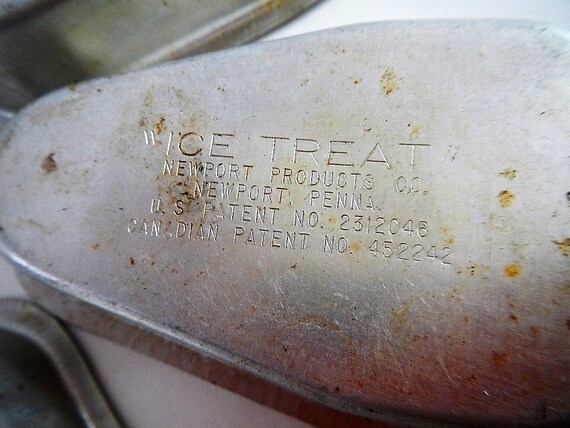 "ICE TREAT"
NEWPORT PRODUCTS CO.
NEWPORT, PENNA.
U.S. PATENT NO. 2312046
CANADIAN PATENT NO. 452242